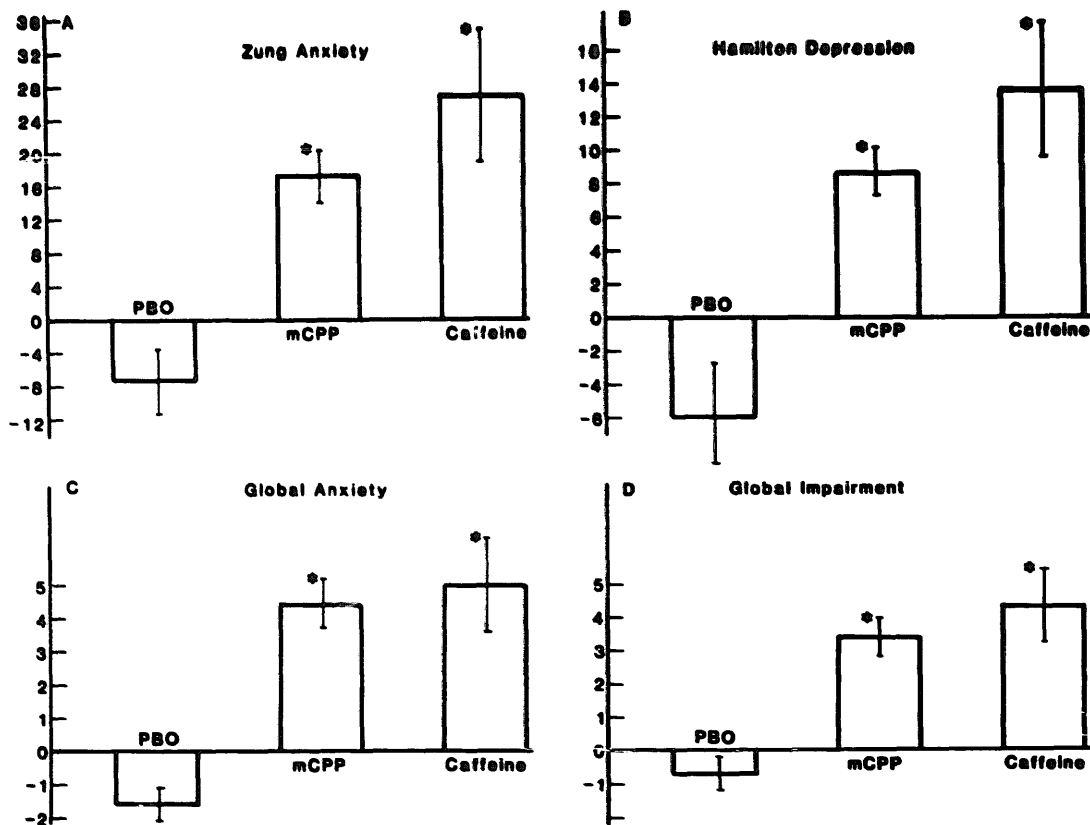 A
Zung Anxiety
36
32
28
24
20
16
12
8
4
0
-4
-8
-12
*
*
PBO
mCPP
Caffeine
B
Hamilton Depression
16
14
12
10
8
6
4
2
0
-2
-4
-6
*
*
PBO
mCPP
Caffeine
C
Global Anxiety
5
4
3
2
1
0
-1
-2
*
*
PBO
mCPP
Caffeine
D
Global Impairment
5
4
3
2
1
0
-1
*
*
PBO
mCPP
Caffeine